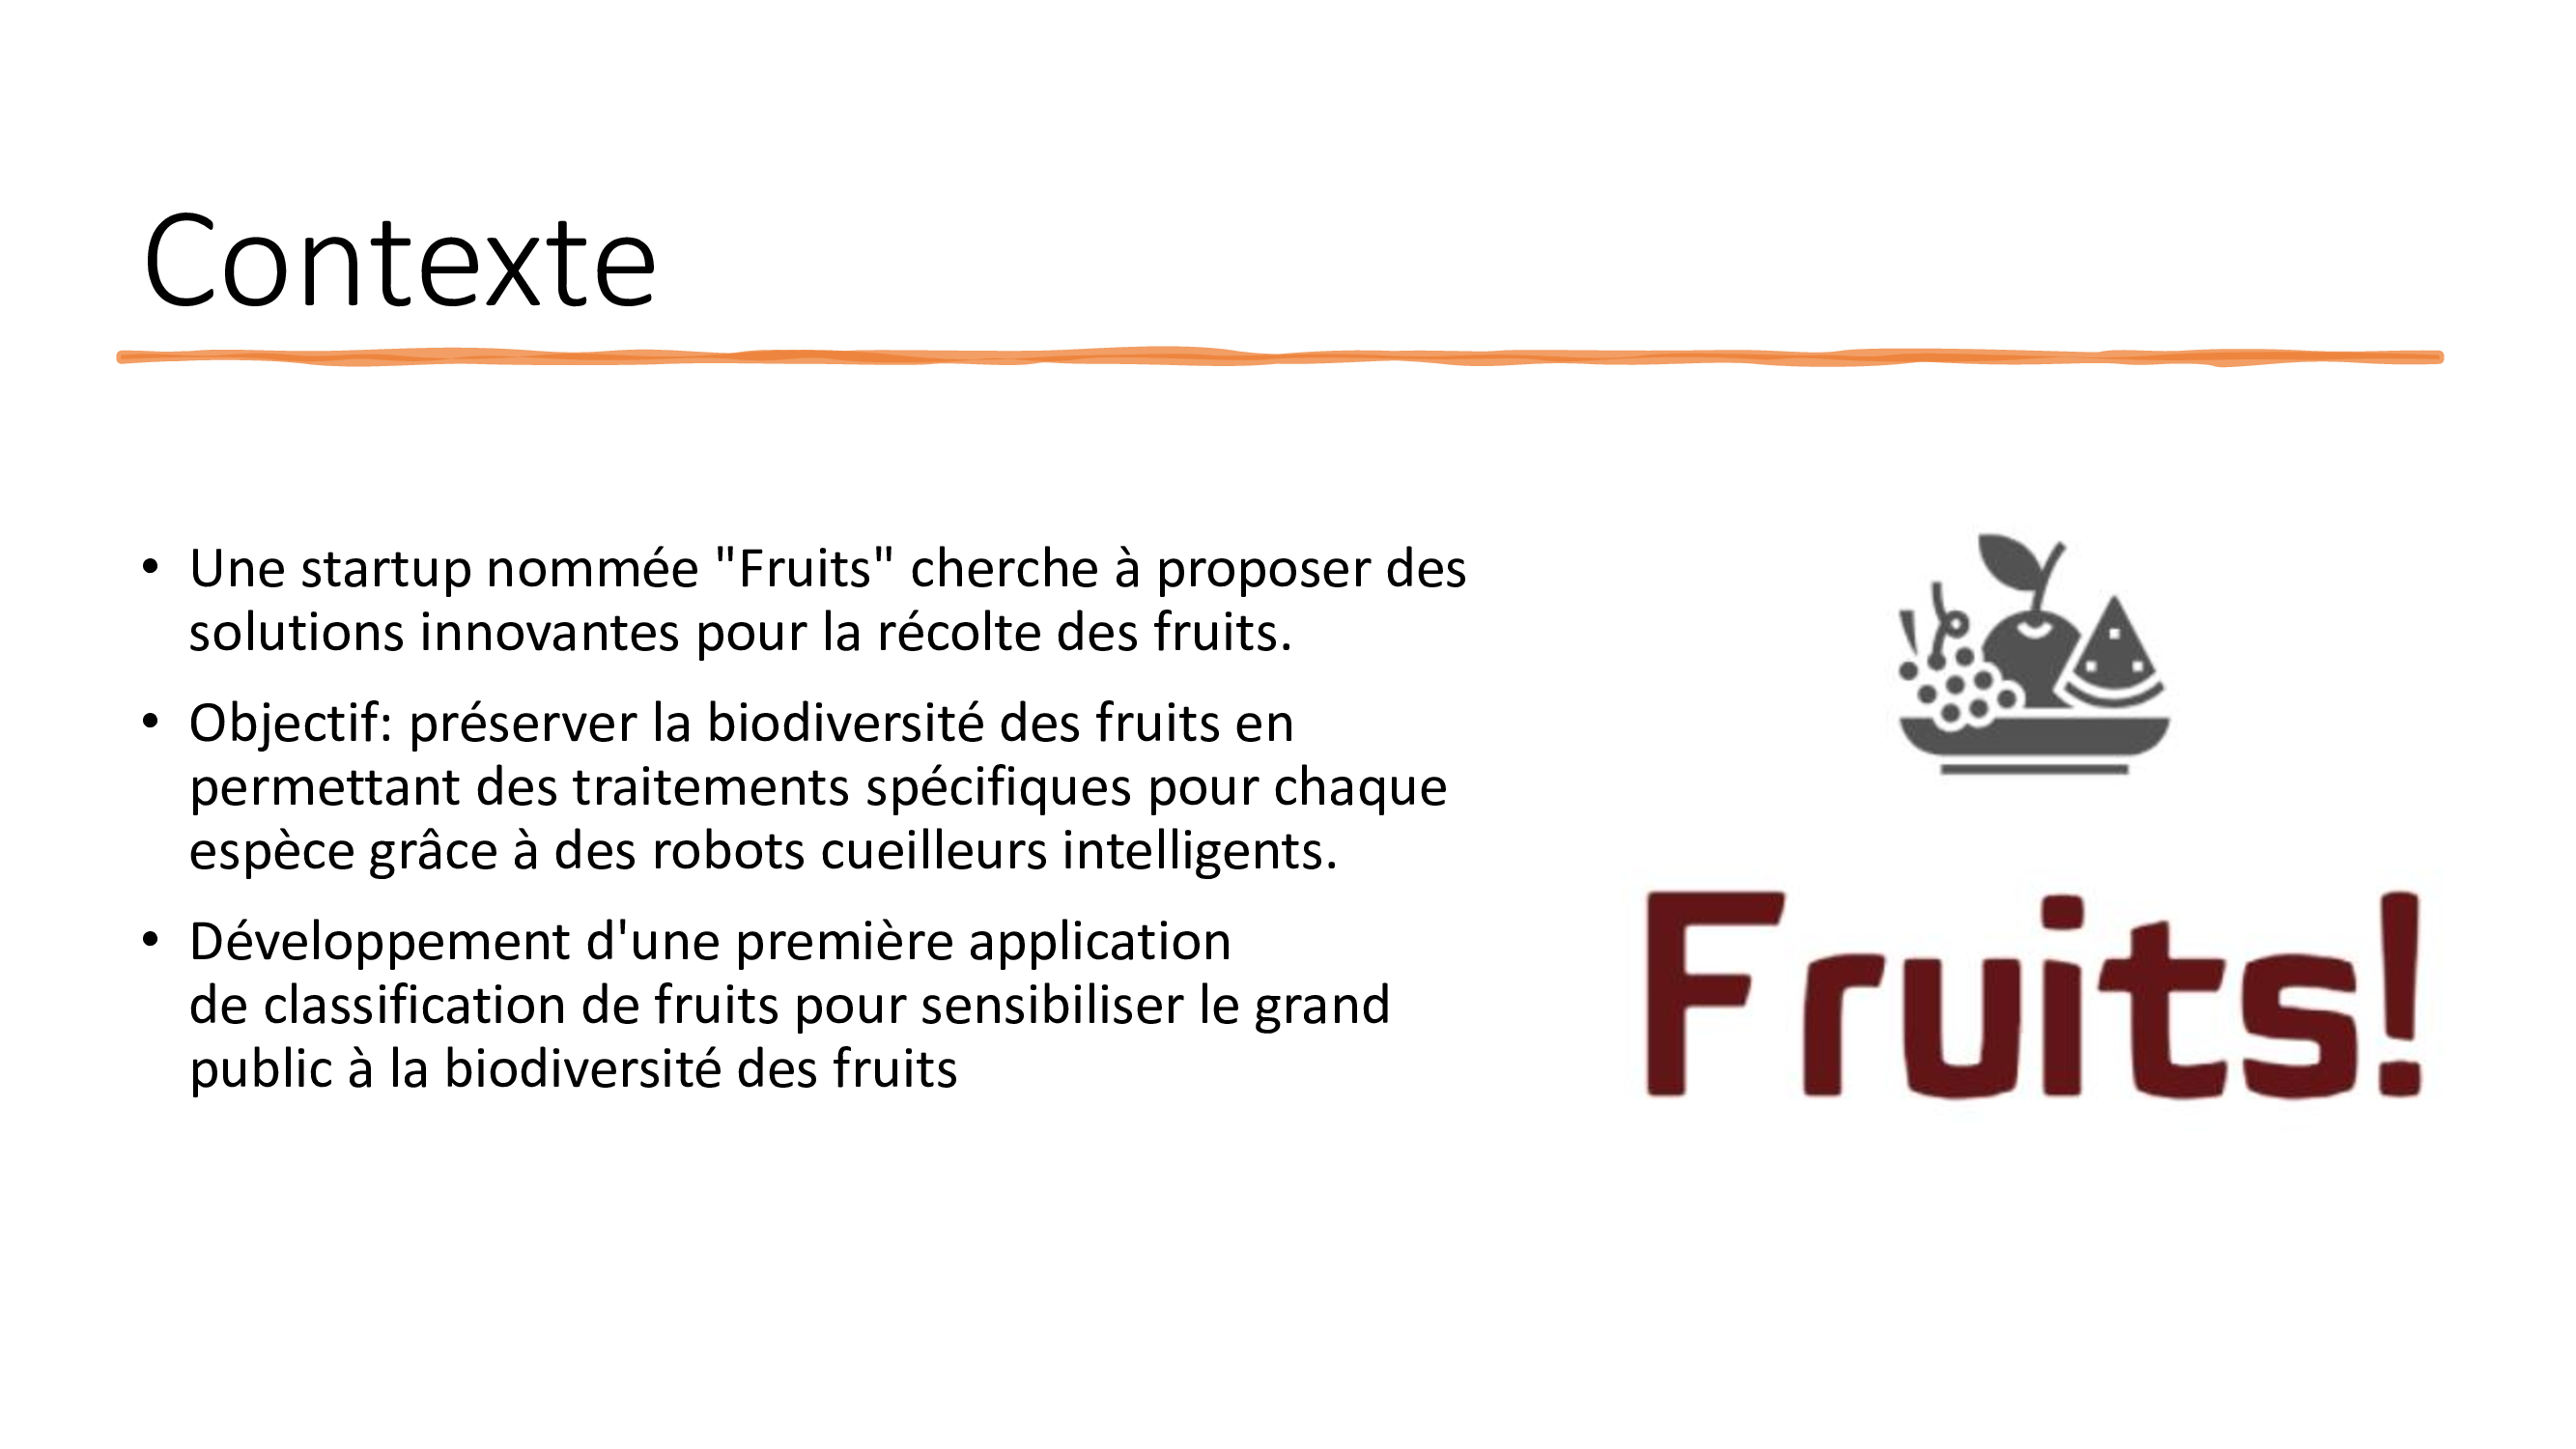 Contexte
• Une startup nommée "Fruits" cherche à proposer des
solutions innovantes pour la récolte des fruits.
• Objectif: préserver la biodiversité des fruits en
permettant des traitements spécifiques pour chaque
espèce grâce à des robots cueilleurs intelligents.
• Développement d'une première application
de classification de fruits pour sensibiliser le grand
public à la biodiversité des fruits
Fruits!